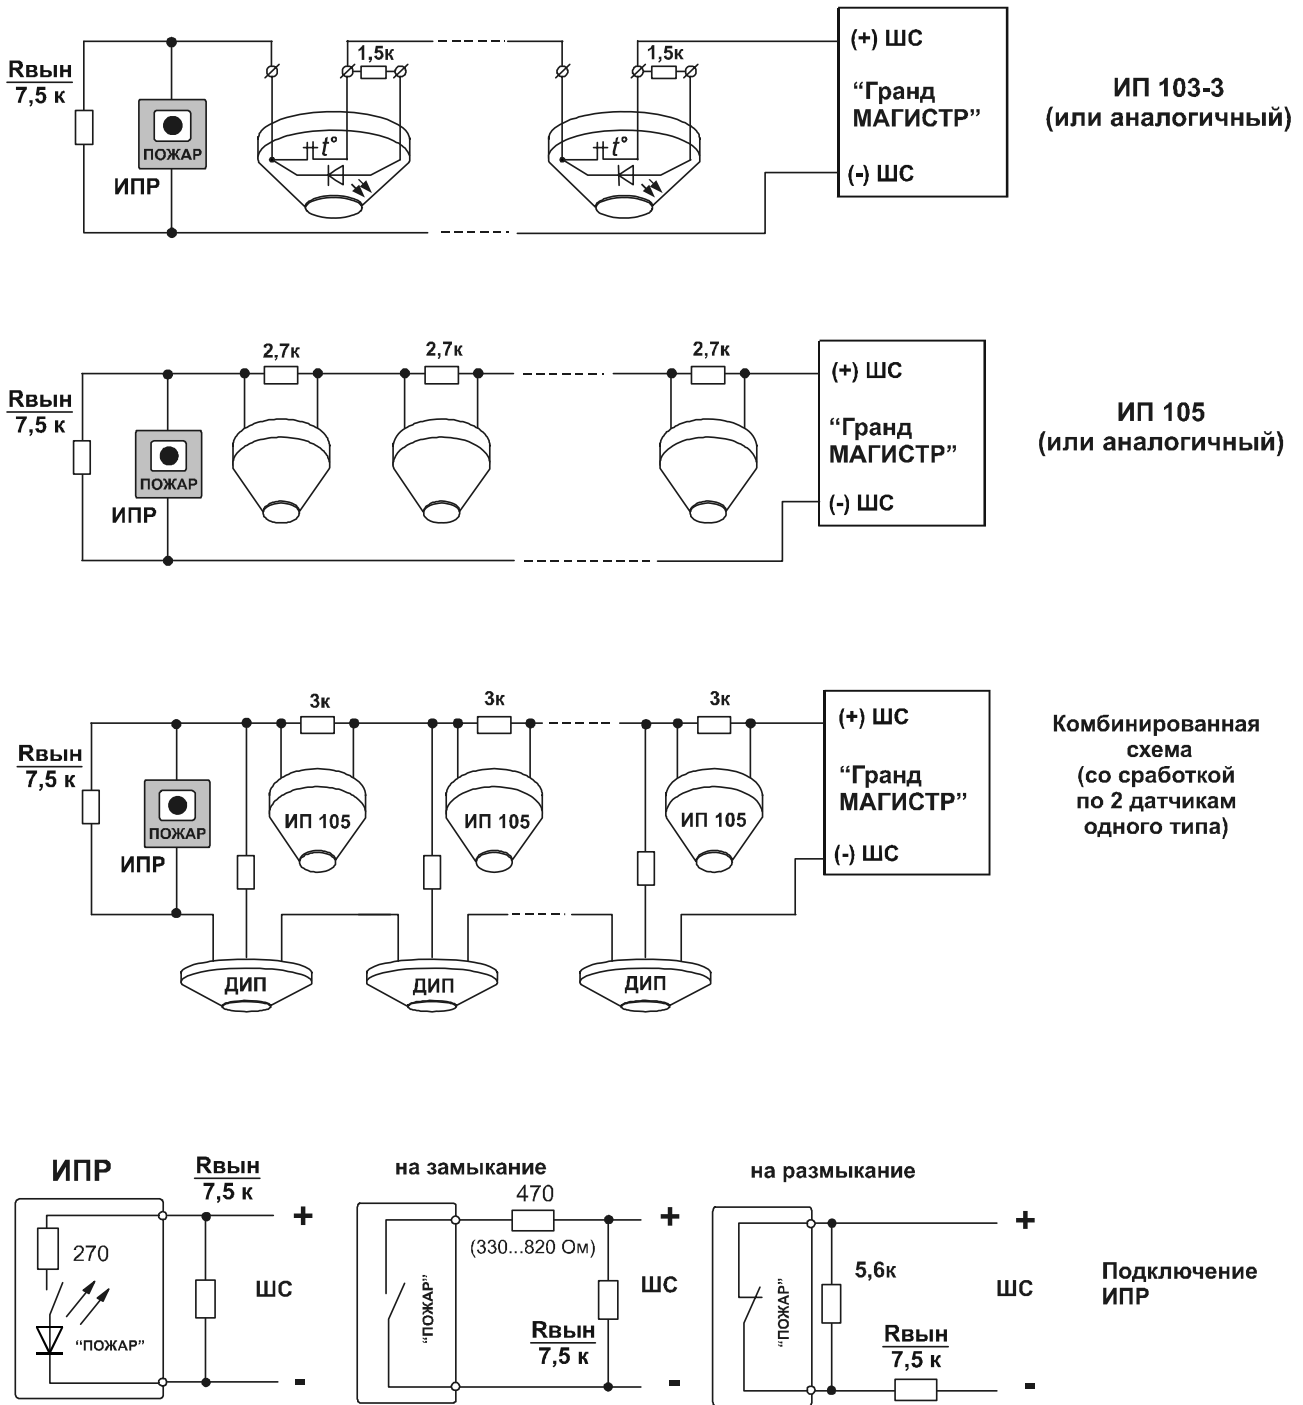 1,5к
1,5к
(+) ШС
Rвын
7,5 к
“Гранд
МАГИСТР”
ИП 103-3
(или аналогичный)
t°
t°
ПОЖАР
ИПР
(-) ШС
2,7к
2,7к
2,7к
(+) ШС
Rвын
7,5 к
“Гранд
МАГИСТР”
ИП 105
(или аналогичный)
ПОЖАР
ИПР
(-) ШС
3к
3к
3к
(+) ШС
Rвын
7,5 к
“Гранд
МАГИСТР”
Комбинированная
схема
(со сработкой
по 2 датчикам
одного типа)
ПОЖАР
ИП 105
ИП 105
ИП 105
ИПР
(-) ШС
ДИП
ДИП
ДИП
ИПР
Rвын
7,5 к
+
270
ШС
“ПОЖАР”
-
на замыкание
470
+
(330...820 Ом)
ШС
“ПОЖАР”
Rвын
7,5 к
-
на размыкание
+
5,6к
ШС
“ПОЖАР”
Rвын
7,5 к
-
Подключение
ИПР